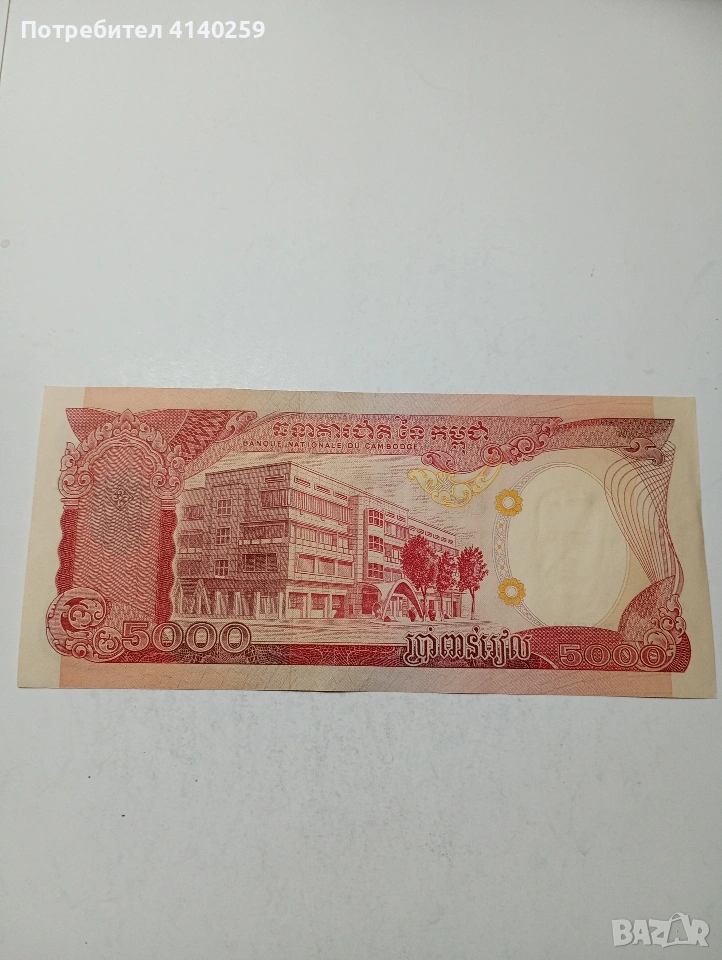 Потребител 4140259
ធនាគារជាតិ នៃ កម្ពុជា
BANQUE NATIONALE DU CAMBODGE
5000
ប្រាំពាន់រៀល
5000
BAZAR